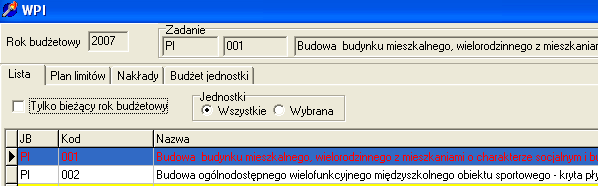 WPI
Zadanie
Rok budżetowy 2007 PI 001 Budowa budynku mieszkalnego, wielorodzinnego z mieszkaniam
Lista Plan limitów Nakłady Budżet jednostki
Jednostki
Tylko bieżący rok budżetowy Wszystkie Wybrana
JB Kod Nazwa
PI 001 Budowa budynku mieszkalnego, wielorodzinnego z mieszkaniami o charakterze socjalnym i b
PI 002 Budowa ogólnodostępnego wielofunkcyjnego międzyszkolnego obiektu sportowego - kryta pły